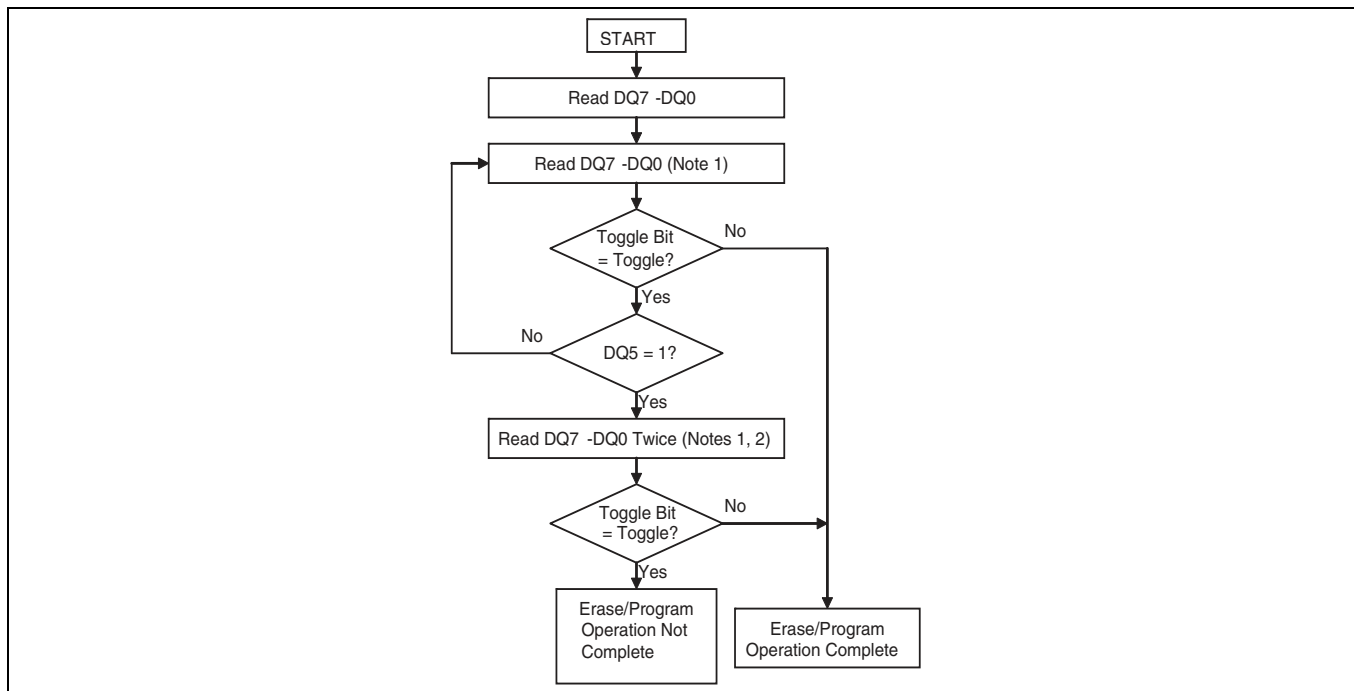 START
Read DQ7 -DQ0
Read DQ7 -DQ0 (Note 1)
Toggle Bit
= Toggle?
No
Yes
No
DQ5 = 1?
Yes
Read DQ7 -DQ0 Twice (Notes 1, 2)
Toggle Bit
= Toggle?
No
Yes
Erase/Program
Operation Not
Complete
Erase/Program
Operation Complete